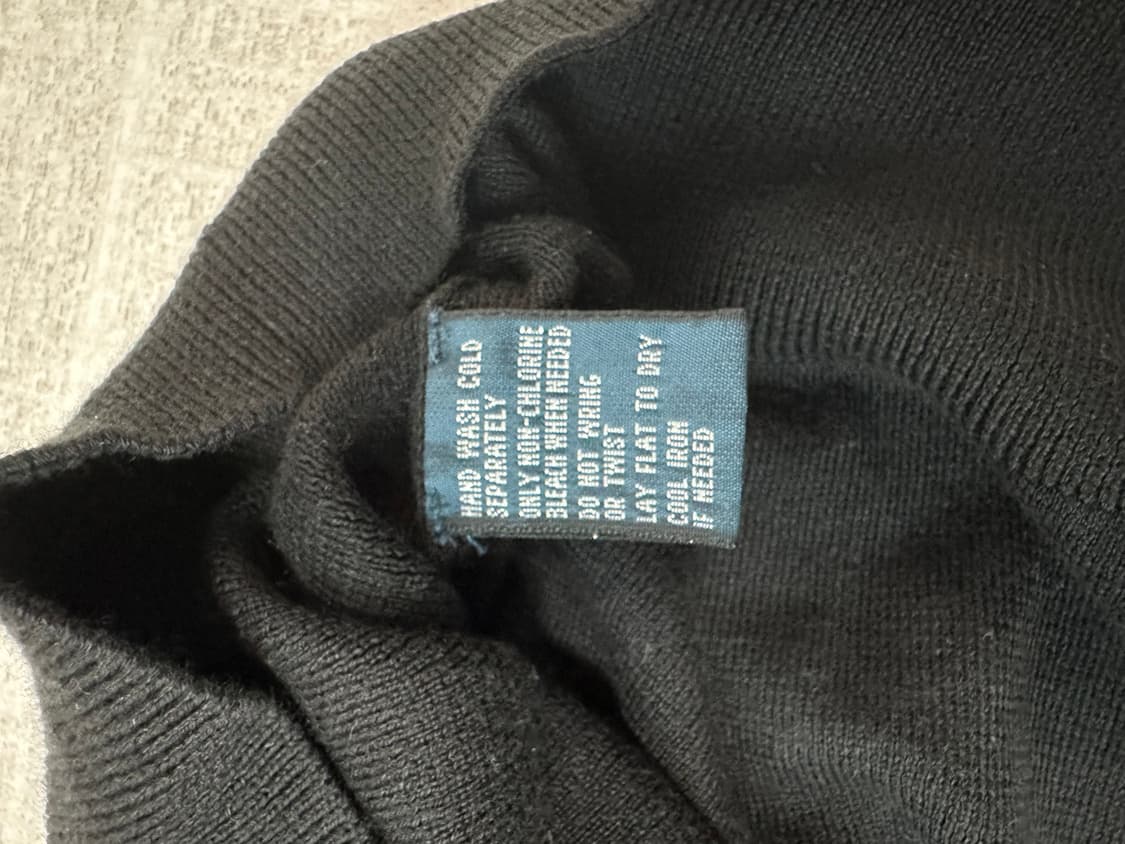 HAND WASH COLD
SEPARATELY
ONLY NON-CHLORINE
BLEACH WHEN NEEDED
DO NOT WRING
OR TWIST
LAY FLAT TO DRY
COOL IRON
IF NEEDED